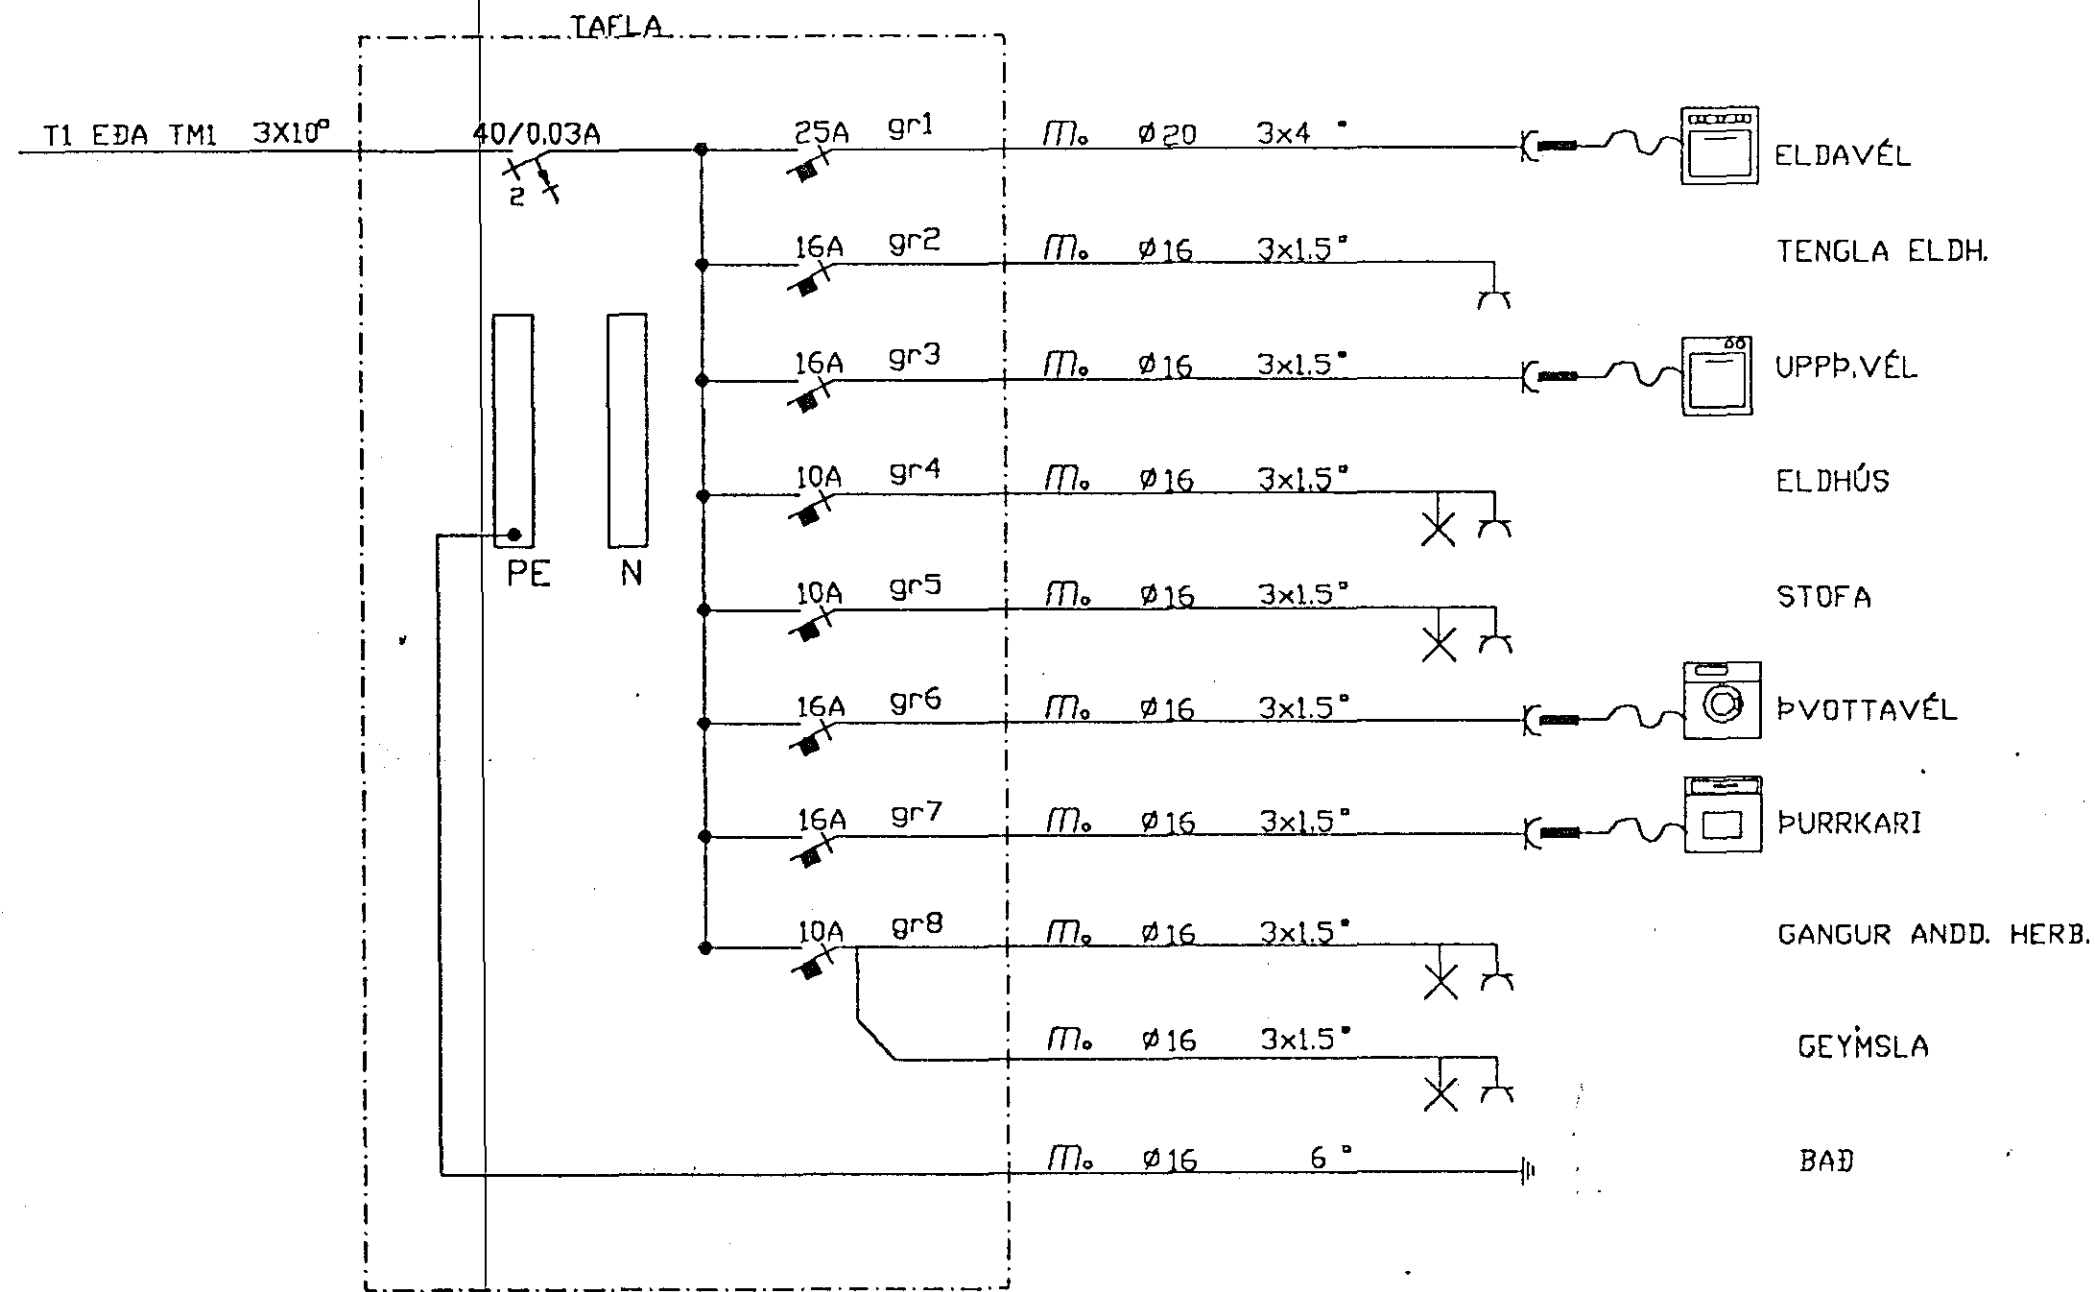 TAFLA
T1 EÐA TM1 3X10▫ 40/0,03A 25A gr1 m. ø20 3x4 ▫ ELDAVÉL
2
16A gr2 m. ø16 3x1.5▫ TENGLA ELDH.
16A gr3 m. ø16 3x1.5▫ UPPÞ.VÉL
10A gr4 m. ø16 3x1.5▫ ELDHÚS
PE N
10A gr5 m. ø16 3x1.5▫ STOFA
16A gr6 m. ø16 3x1.5▫ ÞVOTTAVÉL
16A gr7 m. ø16 3x1.5▫ ÞURRKARI
10A gr8 m. ø16 3x1.5▫ GANGUR ANDD. HERB.
m. ø16 3x1.5▫ GEYMSLA
m. ø16 6 ▫ BAÐ